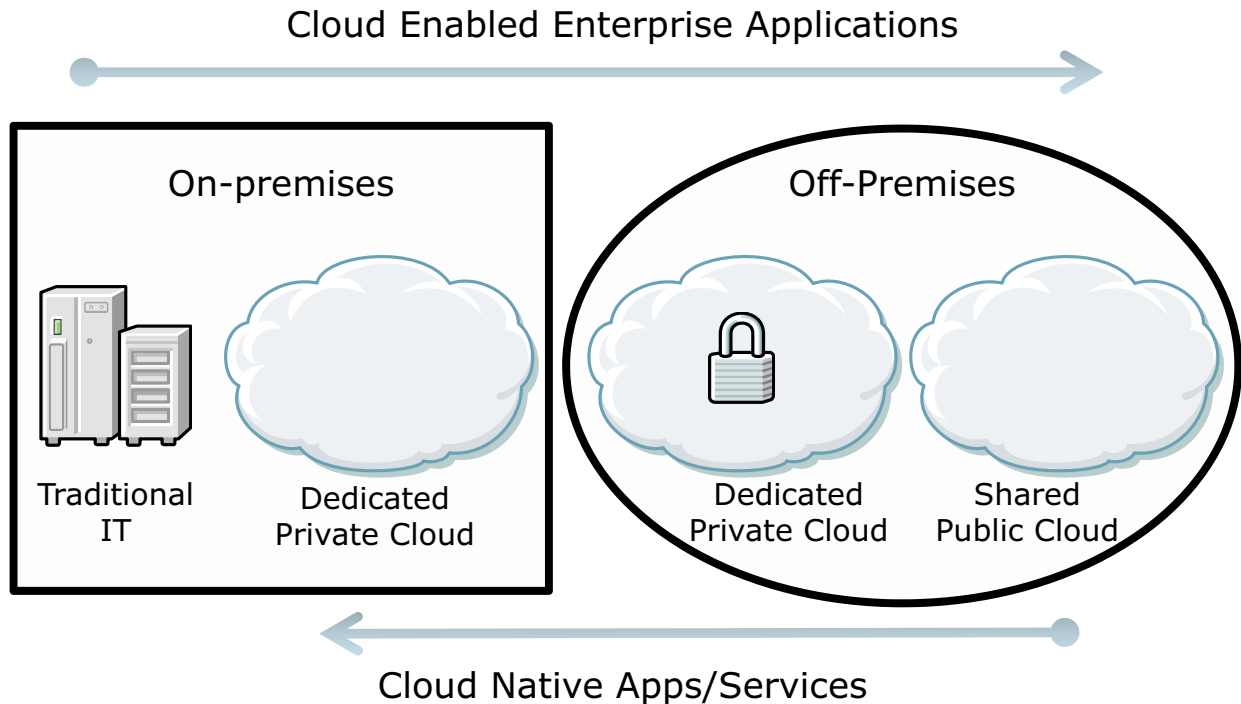 Cloud Enabled Enterprise Applications
On-premises
Off-Premises
Traditional
IT
Dedicated
Private Cloud
Dedicated
Private Cloud
Shared
Public Cloud
Cloud Native Apps/Services